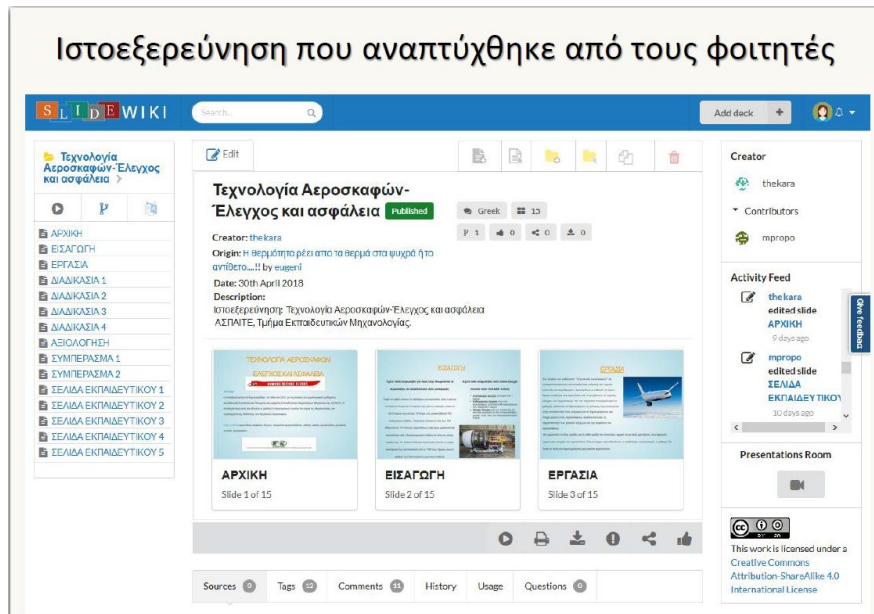 Ιστοεξερεύνηση που αναπτύχθηκε από τους φοιτητές
SLIDEWIKI
Search...
Add deck +
Τεχνολογία
Αεροσκαφών-Έλεγχος
και ασφάλεια
ΑΡΧΙΚΗ
ΕΙΣΑΓΩΓΗ
ΕΡΓΑΣΙΑ
ΔΙΑΔΙΚΑΣΙΑ 1
ΔΙΑΔΙΚΑΣΙΑ 2
ΔΙΑΔΙΚΑΣΙΑ 3
ΔΙΑΔΙΚΑΣΙΑ 4
ΑΞΙΟΛΟΓΗΣΗ
ΣΥΜΠΕΡΑΣΜΑ 1
ΣΥΜΠΕΡΑΣΜΑ 2
ΣΕΛΙΔΑ ΕΚΠΑΙΔΕΥΤΙΚΟΥ 1
ΣΕΛΙΔΑ ΕΚΠΑΙΔΕΥΤΙΚΟΥ 2
ΣΕΛΙΔΑ ΕΚΠΑΙΔΕΥΤΙΚΟΥ 3
ΣΕΛΙΔΑ ΕΚΠΑΙΔΕΥΤΙΚΟΥ 4
ΣΕΛΙΔΑ ΕΚΠΑΙΔΕΥΤΙΚΟΥ 5
Edit
Τεχνολογία Αεροσκαφών-
Έλεγχος και ασφάλεια Published
Greek 15
1 0 0 0
Creator: thekara
Origin: Η θερμότητα ρέει απο τα θερμά στα ψυχρά ή το
αντίθετο....!! by eugenf
Date: 30th April 2018
Description:
Ιστοεξερεύνηση: Τεχνολογία Αεροσκαφών-Έλεγχος και ασφάλεια
ΑΣΠΑΙΤΕ, Τμήμα Εκπαιδευτικών Μηχανολογίας.
ΤΕΧΝΟΛΟΓΙΑ ΑΕΡΟΣΚΑΦΩΝ
ΕΛΕΓΧΟΣ ΚΑΙ ΑΣΦΑΛΕΙΑ
ΑΡΧΙΚΗ
Slide 1 of 15
ΕΙΣΑΓΩΓΗ
ΕΙΣΑΓΩΓΗ
Slide 2 of 15
ΕΡΓΑΣΙΑ
ΕΡΓΑΣΙΑ
Slide 3 of 15
Sources 0 Tags 12 Comments 11 History Usage Questions 0
Creator
thekara
Contributors
mpropo
Activity Feed
thekara
edited slide
ΑΡΧΙΚΗ
9 days ago
mpropo
edited slide
ΣΕΛΙΔΑ
ΕΚΠΑΙΔΕΥΤΙΚΟΥ
10 days ago
Give feedback
Presentations Room
BY SA
This work is licensed under a
Creative Commons
Attribution-ShareAlike 4.0
International License